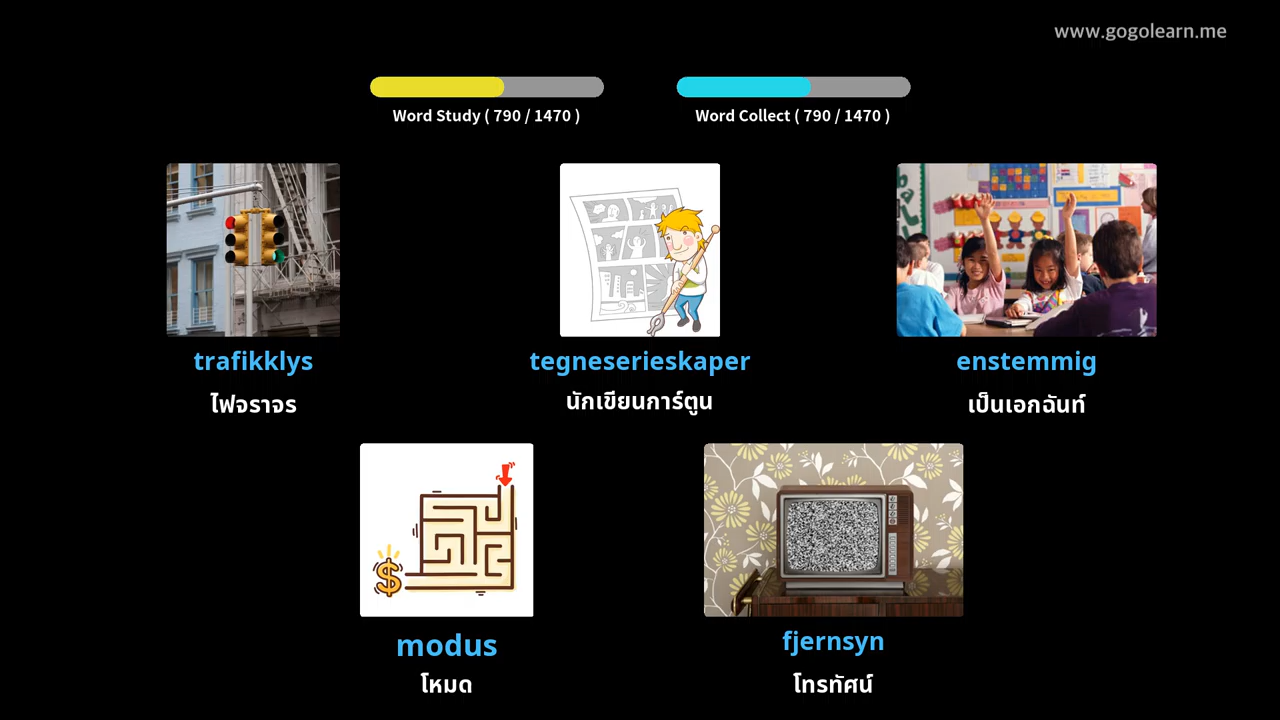 www.gogolearn.me
Word Study ( 790 / 1470 )
Word Collect ( 790 / 1470 )
trafikklys
tegneserieskaper
enstemmig
ไฟจราจร
นักเขียนการ์ตูน
เป็นเอกฉันท์
modus
fjernsyn
โหมด
โทรทัศน์